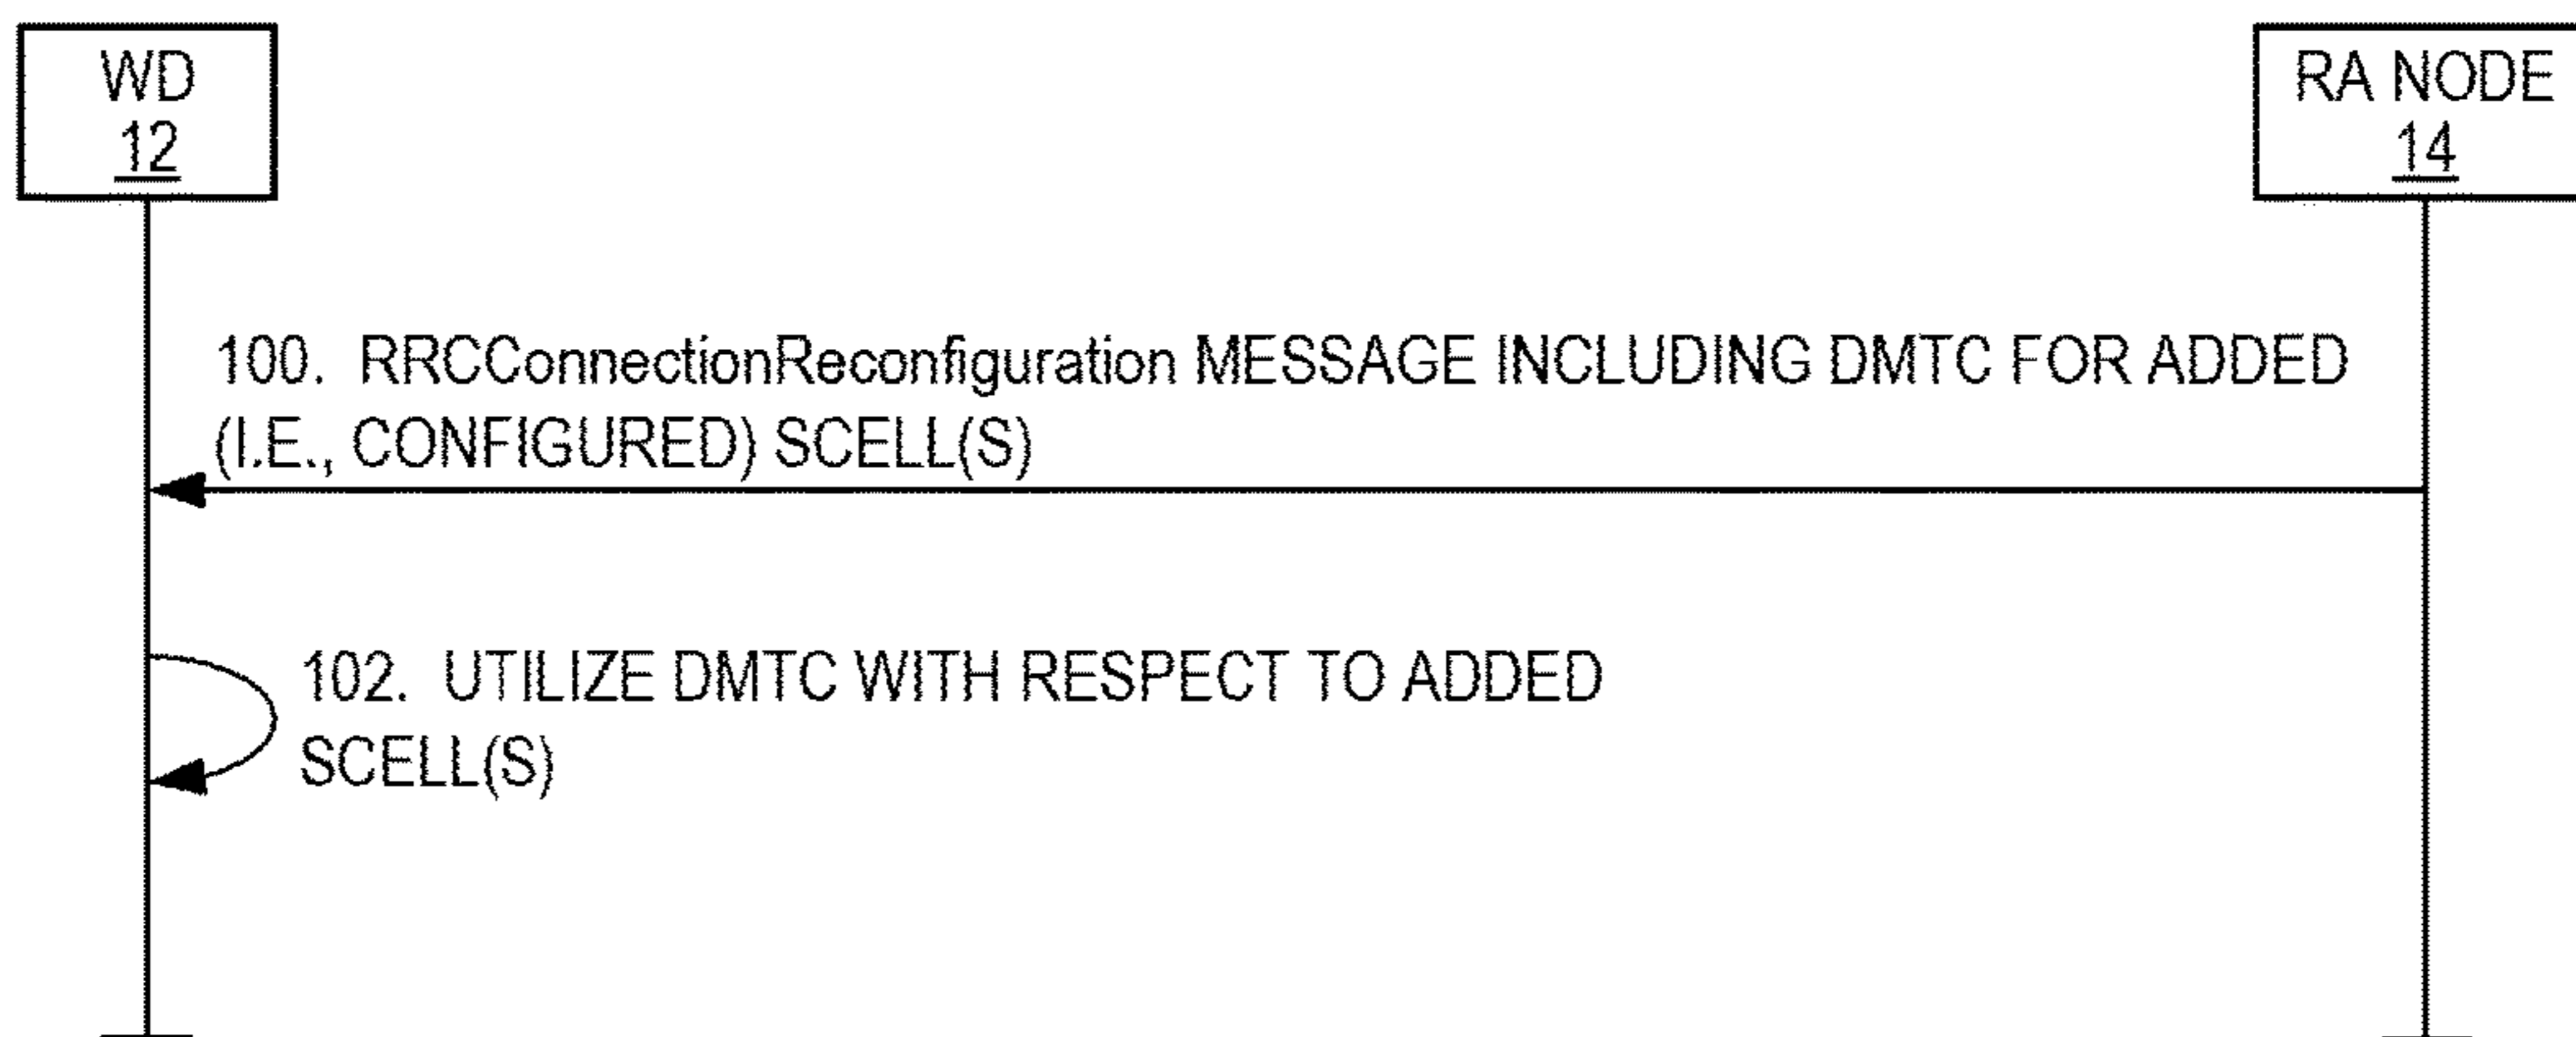 WD
12
RA NODE
14
100. RRCConnectionReconfiguration MESSAGE INCLUDING DMTC FOR ADDED
(I.E., CONFIGURED) SCELL(S)
102. UTILIZE DMTC WITH RESPECT TO ADDED
SCELL(S)